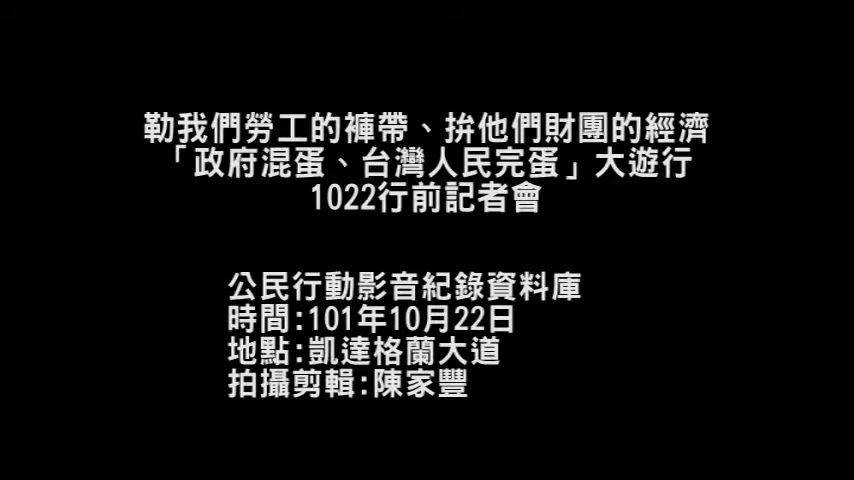 勒我們勞工的褲帶、拚他們財團的經濟
「政府混蛋、台灣人民完蛋」大遊行
1022行前記者會
公民行動影音紀錄資料庫
時間:101年10月22日
地點:凱達格蘭大道
拍攝剪輯:陳家豐